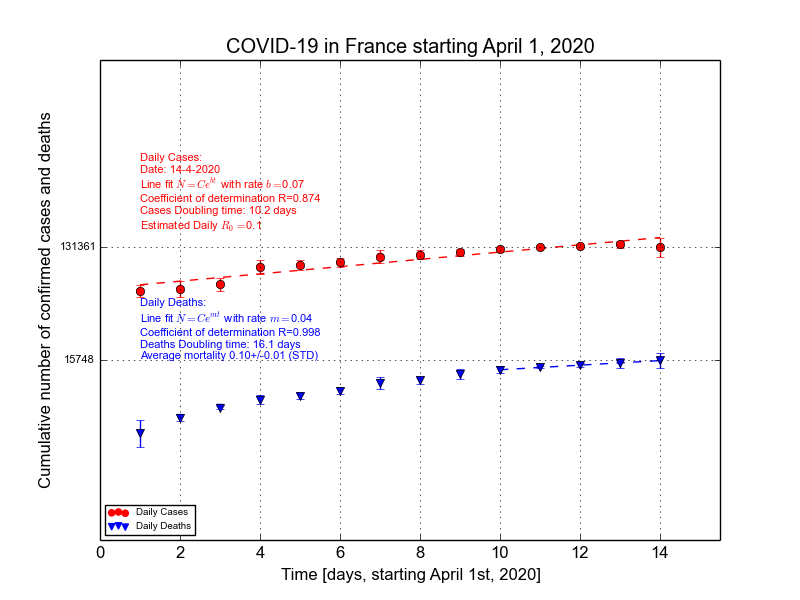 COVID-19 in France starting April 1, 2020
Cumulative number of confirmed cases and deaths
Daily Cases:
Date: 14-4-2020
Line fit N=Ce^{bt} with rate b=0.07
Coefficient of determination R=0.874
Cases Doubling time: 10.2 days
Estimated Daily R_0=0.1
131361
Daily Deaths:
Line fit N=Ce^{mt} with rate m=0.04
Coefficient of determination R=0.998
Deaths Doubling time: 16.1 days
Average mortality 0.10+/-0.01 (STD)
15748
Daily Cases
Daily Deaths
0 2 4 6 8 10 12 14
Time [days, starting April 1st, 2020]